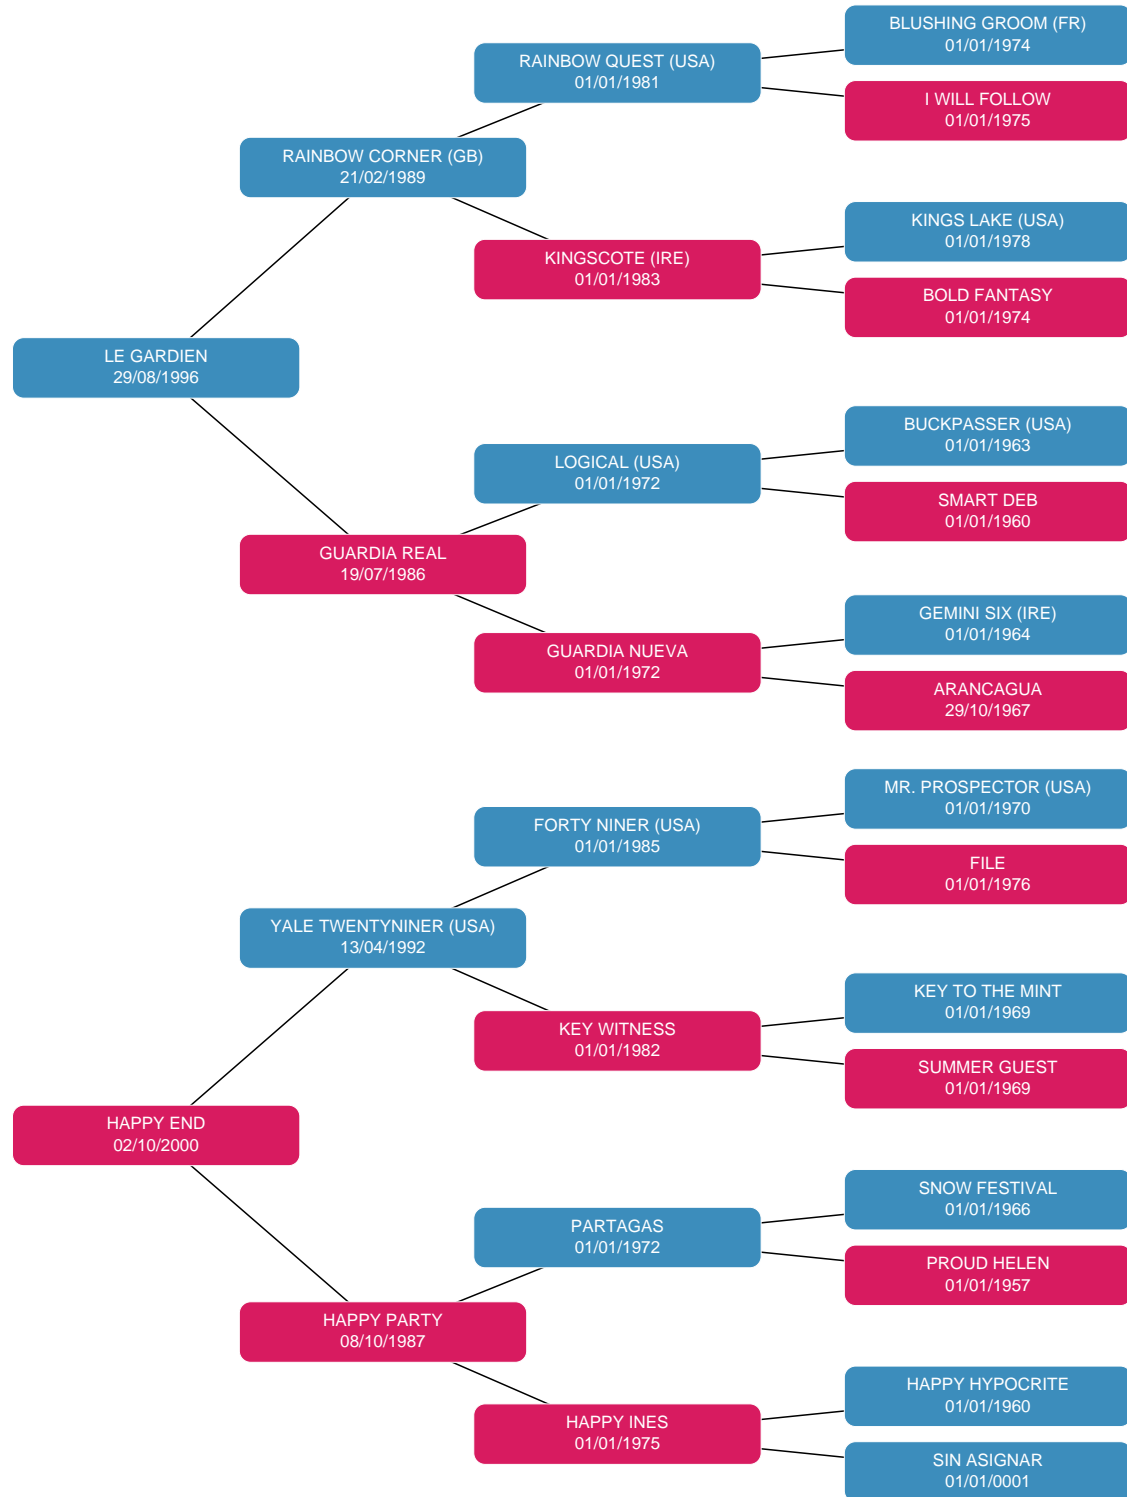 BLUSHING GROOM (FR)
01/01/1974
RAINBOW QUEST (USA)
01/01/1981
I WILL FOLLOW
01/01/1975
RAINBOW CORNER (GB)
21/02/1989
KINGS LAKE (USA)
01/01/1978
KINGSCOTE (IRE)
01/01/1983
BOLD FANTASY
01/01/1974
LE GARDIEN
29/08/1996
BUCKPASSER (USA)
01/01/1963
LOGICAL (USA)
01/01/1972
SMART DEB
01/01/1960
GUARDIA REAL
19/07/1986
GEMINI SIX (IRE)
01/01/1964
GUARDIA NUEVA
01/01/1972
ARANCAGUA
29/10/1967
MR. PROSPECTOR (USA)
01/01/1970
FORTY NINER (USA)
01/01/1985
FILE
01/01/1976
YALE TWENTYNINER (USA)
13/04/1992
KEY TO THE MINT
01/01/1969
KEY WITNESS
01/01/1982
SUMMER GUEST
01/01/1969
HAPPY END
02/10/2000
SNOW FESTIVAL
01/01/1966
PARTAGAS
01/01/1972
PROUD HELEN
01/01/1957
HAPPY PARTY
08/10/1987
HAPPY HYPOCRITE
01/01/1960
HAPPY INES
01/01/1975
SIN ASIGNAR
01/01/0001